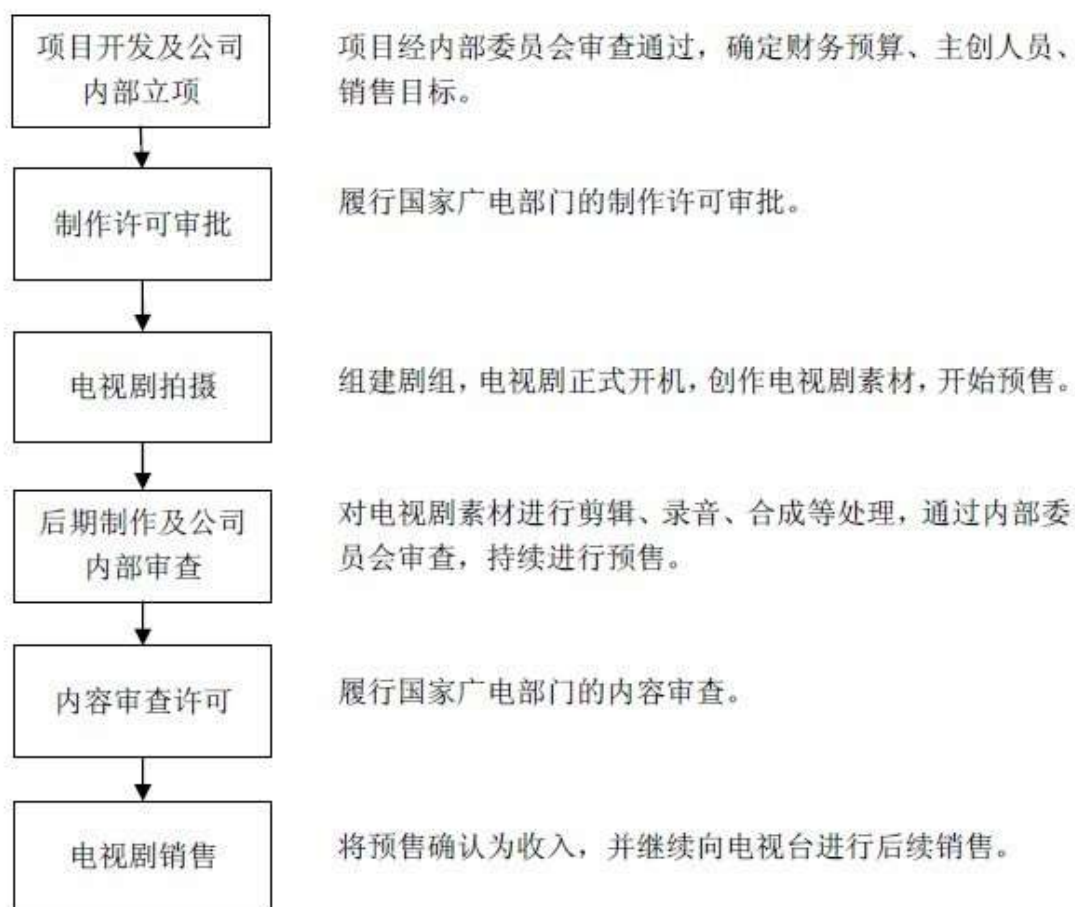 项目开发及公司
内部立项
项目经内部委员会审查通过，确定财务预算、主创人员、
销售目标。
制作许可审批
履行国家广电部门的制作许可审批。
电视剧拍摄
组建剧组，电视剧正式开机，创作电视剧素材，开始预售。
后期制作及公司
内部审查
对电视剧素材进行剪辑、录音、合成等处理，通过内部委
员会审查，持续进行预售。
内容审查许可
履行国家广电部门的内容审查。
电视剧销售
将预售确认为收入，并继续向电视台进行后续销售。